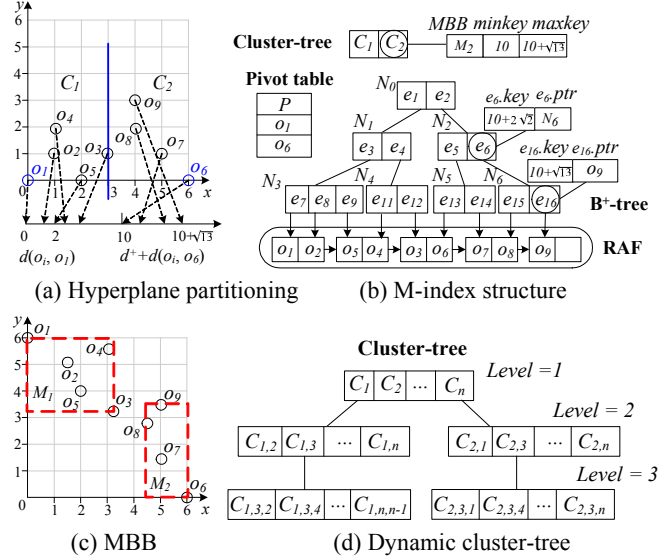 y
6
5
4
3
2
1
0
1
2
3
4
5
6
x
C1
C2
o1
o2
o3
o4
o5
o6
o7
o8
o9
0
2
10
10+√13
d(oi, o1)
d⁺+d(oi, o6)
(a) Hyperplane partitioning
Cluster-tree
C1 C2
MBB minkey maxkey
M2 10 10+√13
Pivot table
P
o1
o6
N0
e1 e2
N1
e3 e4
N2
e5 e6
e6.key e6.ptr
10+2√2 N6
e16.key e16.ptr
10+√13 o9
N3
e7 e8 e9
N4
e11 e12
N5
e13 e14
N6
e15 e16
B⁺-tree
o1 o2 o5 o4 o3 o6 o7 o8 o9
RAF
(b) M-index structure
y
6
5
4
3
2
1
0
1 2 3 4 5 6 x
o1
o4
o2
M1
o5
o3
o9
o8
o7
M2
o6
(c) MBB
Cluster-tree
C1 C2 ... Cn
Level =1
C1,2 C1,3 ... C1,n
C2,1 C2,3 ... C2,n
Level = 2
C1,3,2 C1,3,4 ... C1,n,n-1
C2,3,1 C2,3,4 ... C2,3,n
Level = 3
(d) Dynamic cluster-tree